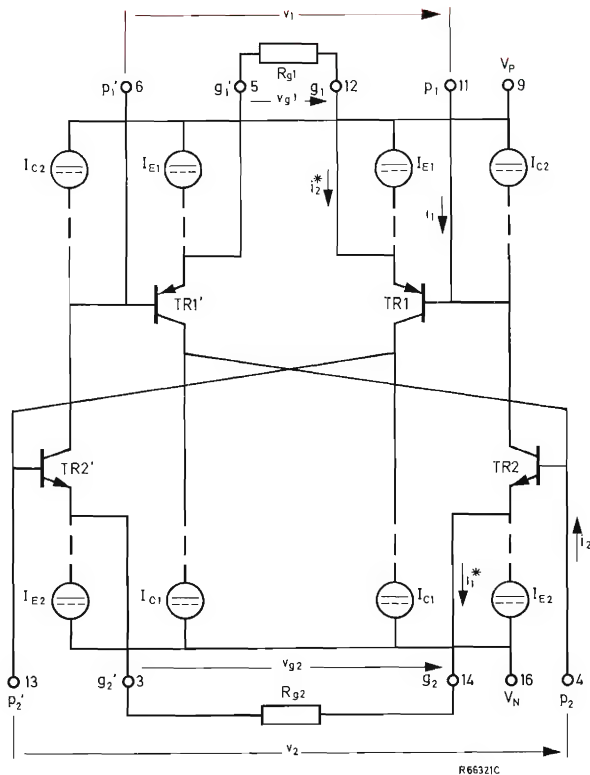 v₁
Rg1
p₁' 6
g₁' 5
vg1
g₁ 12
p₁ 11
VP 9
IC2
IE1
i₂*
IE1
i₁
IC2
TR1'
TR1
TR2'
TR2
i₂
IE2
IC1
IC1
i₁*
IE2
13
p₂'
g₂' 3
vg2
g₂ 14
16
VN
4
p₂
Rg2
v₂
R66321C